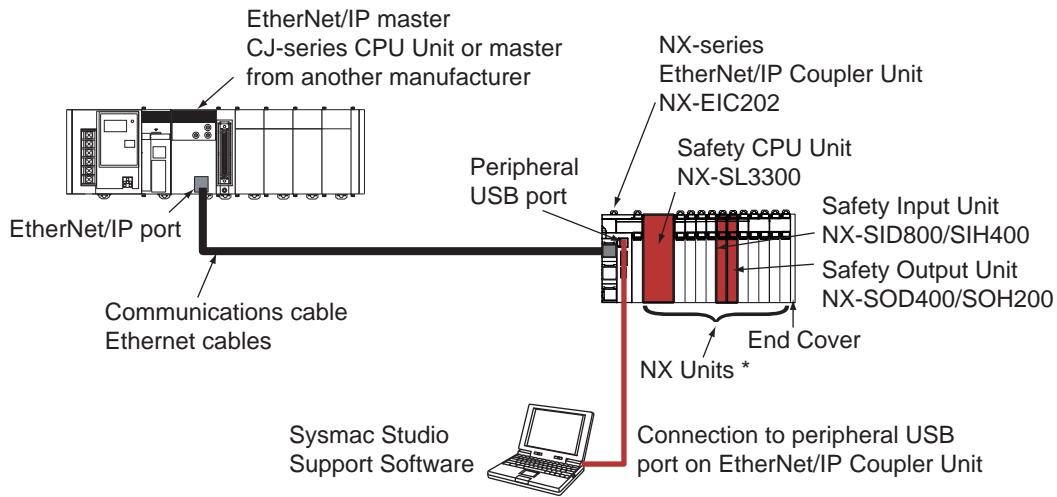 EtherNet/IP master
CJ-series CPU Unit or master
from another manufacturer
NX-series
EtherNet/IP Coupler Unit
NX-EIC202
Safety CPU Unit
NX-SL3300
Peripheral
USB port
Safety Input Unit
NX-SID800/SIH400
EtherNet/IP port
Safety Output Unit
NX-SOD400/SOH200
Communications cable
Ethernet cables
End Cover
NX Units *
Sysmac Studio
Support Software
Connection to peripheral USB
port on EtherNet/IP Coupler Unit